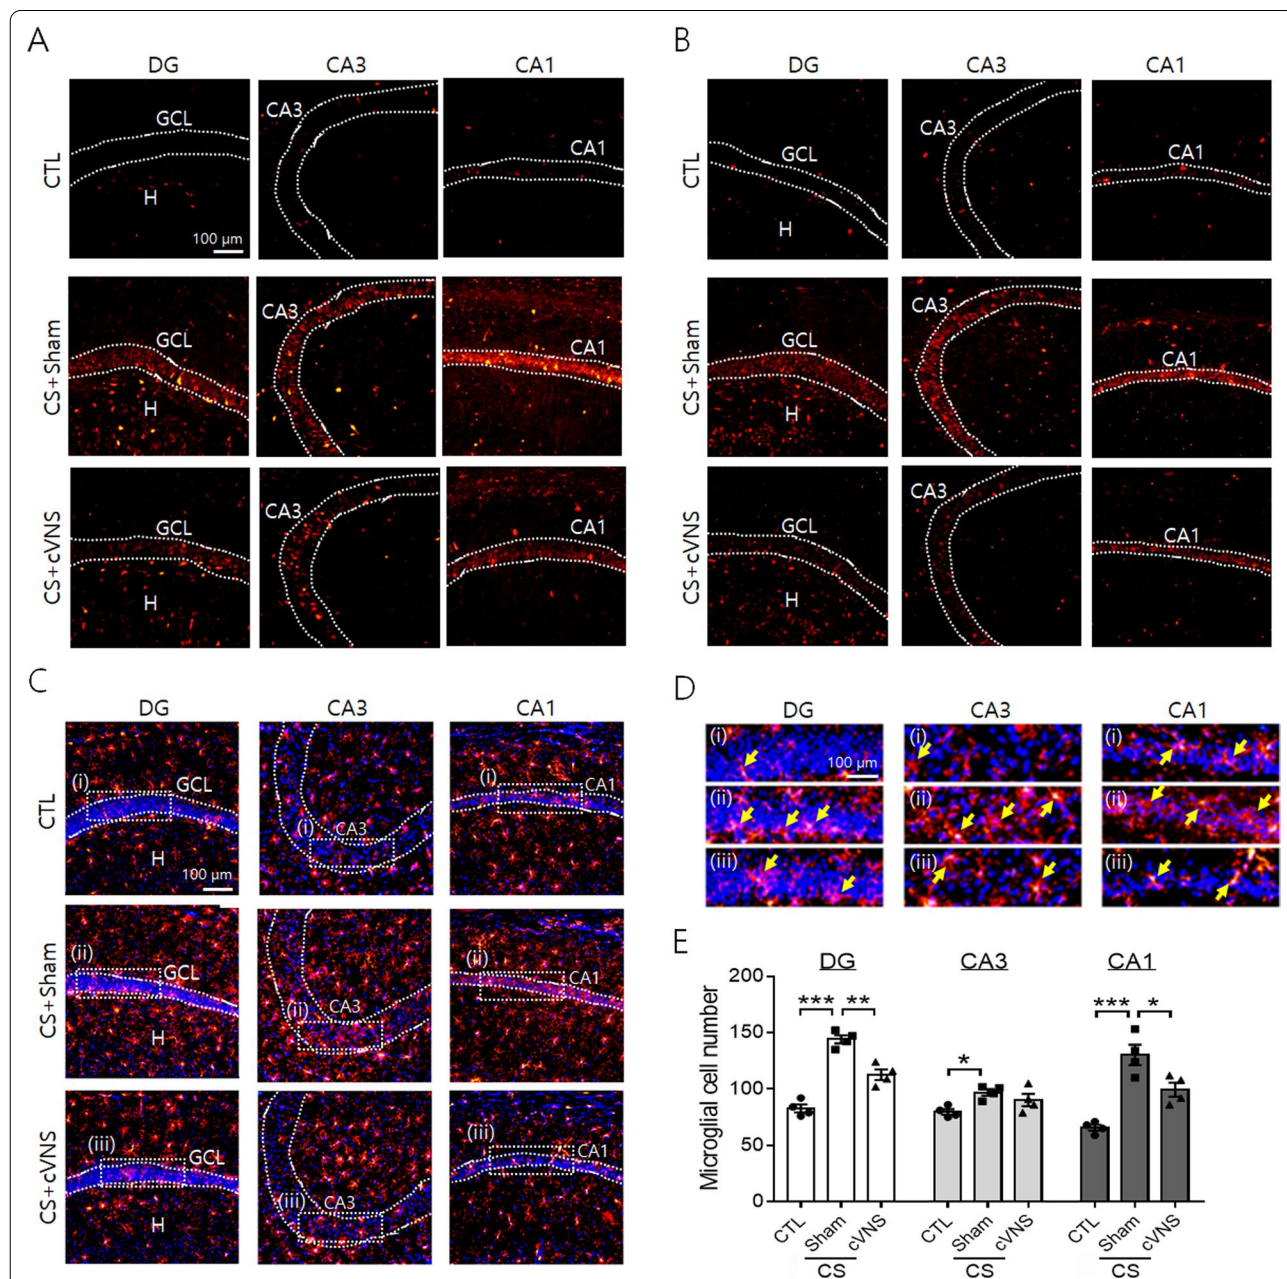 A
DG CA3 CA1
CTL
GCL
H
100 μm
CA3
CA1
CS+Sham
GCL
H
CA3
CA1
CS+cVNS
GCL
H
CA3
CA1
B
DG CA3 CA1
CTL
GCL
H
CA3
CA1
CS+Sham
GCL
H
CA3
CA1
CS+cVNS
GCL
H
CA3
CA1
C
DG CA3 CA1
CTL
(i) GCL
H
100 μm
(i) CA3
(i) CA1
CS+Sham
(ii) GCL
H
(ii) CA3
(ii) CA1
CS+cVNS
(iii) GCL
H
(iii) CA3
(iii) CA1
D
DG CA3 CA1
(i) (i) (i)
100 μm
(ii) (ii) (ii)
(iii) (iii) (iii)
E
DG CA3 CA1
Microglial cell number
200
150
100
50
0
*** **
*
*** *
CTL Sham cVNS CTL Sham cVNS CTL Sham cVNS
CS CS CS